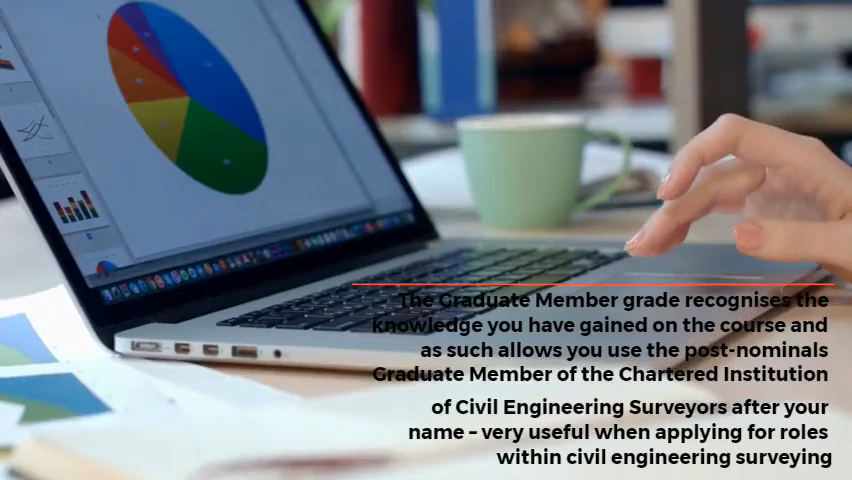 The Graduate Member grade recognises the
knowledge you have gained on the course and
as such allows you use the post-nominals
Graduate Member of the Chartered Institution
of Civil Engineering Surveyors after your
name – very useful when applying for roles
within civil engineering surveying